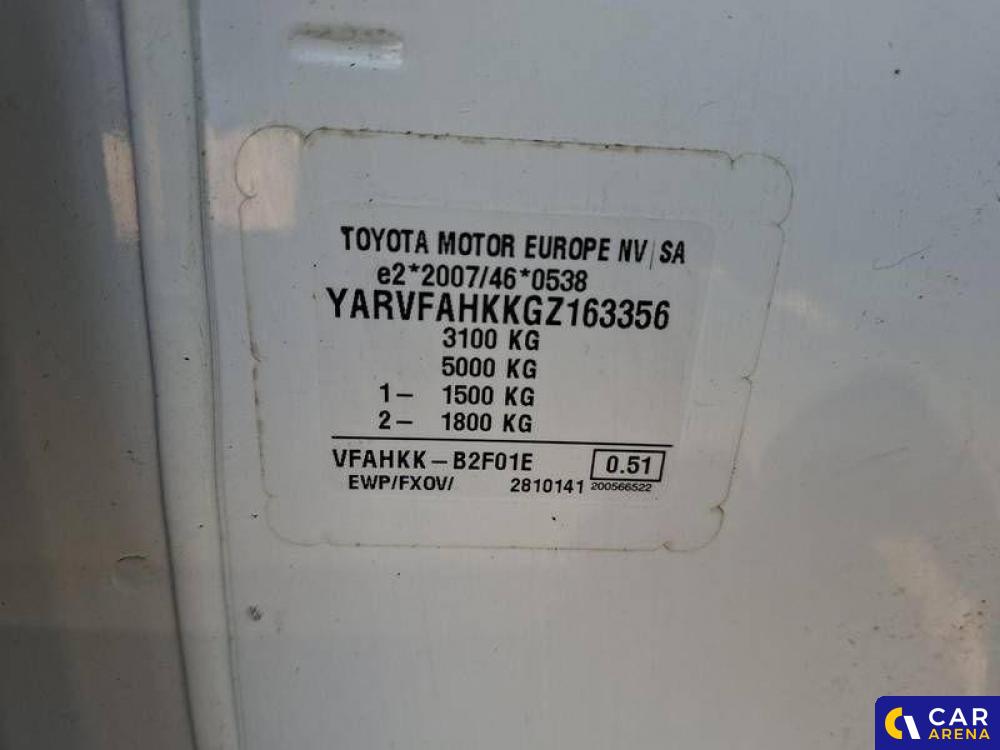 TOYOTA MOTOR EUROPE NV/SA
e2*2007/46*0538
YARVFAHKKGZ163356
3100 KG
5000 KG
1– 1500 KG
2– 1800 KG
VFAHKK–B2F01E 0.51
EWP/FXOV/ 2810141 200566522
CAR
ARENA